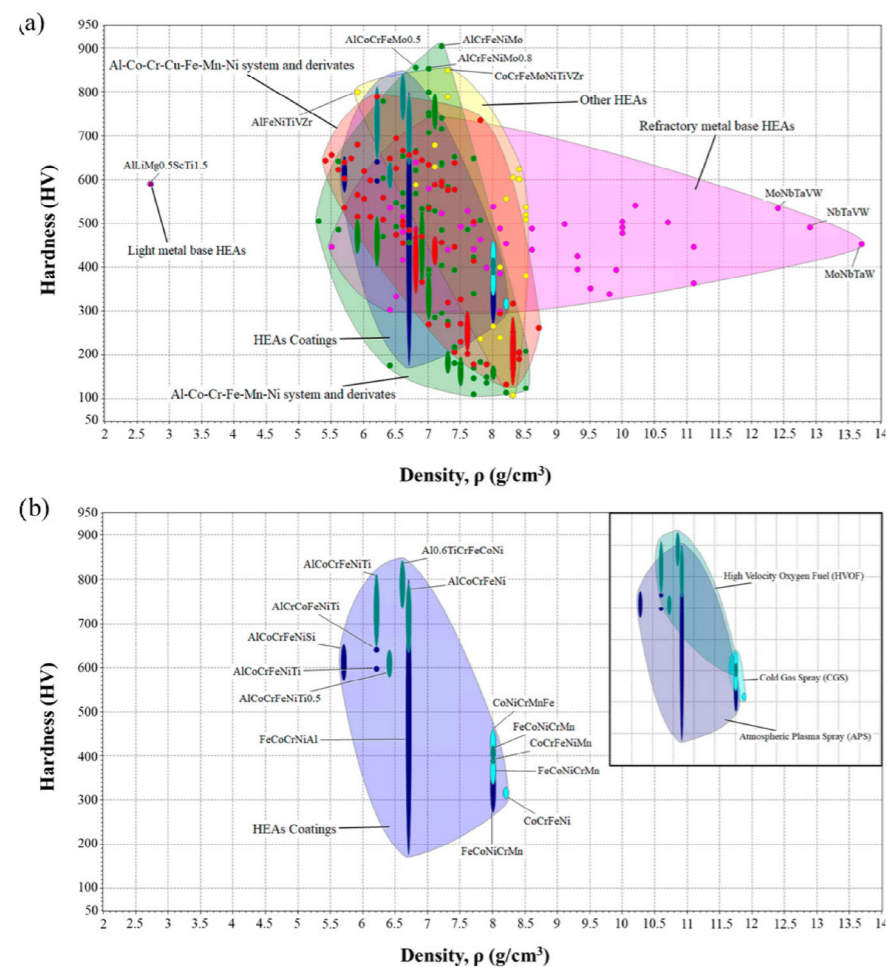 (a)
950
900
800
700
600
500
400
300
200
100
50
Hardness (HV)
AlCoCrFeMo0.5
AlCrFeNiMo
AlCrFeNiMo0.8
CoCrFeMoNiTiVZr
Al-Co-Cr-Cu-Fe-Mn-Ni system and derivates
Other HEAs
AlFeNiTiVZr
Refractory metal base HEAs
AlLiMg0.5ScTi1.5
MoNbTaVW
NbTaVW
Light metal base HEAs
MoNbTaW
HEAs Coatings
Al-Co-Cr-Fe-Mn-Ni system and derivates
2 2.5 3 3.5 4 4.5 5 5.5 6 6.5 7 7.5 8 8.5 9 9.5 10 10.5 11 11.5 12 12.5 13 13.5 14
Density, ρ (g/cm³)
(b)
950
900
800
700
600
500
400
300
200
100
50
Hardness (HV)
AlCoCrFeNiTi
Al0.6TiCrFeCoNi
AlCoCrFeNi
AlCrCoFeNiTi
AlCoCrFeNiSi
AlCoCrFeNiTi
AlCoCrFeNiTi0.5
CoNiCrMnFe
FeCoNiCrMn
FeCoCrNiAl
CoCrFeNiMn
FeCoNiCrMn
HEAs Coatings
CoCrFeNi
FeCoNiCrMn
High Velocity Oxygen Fuel (HVOF)
Cold Gas Spray (CGS)
Atmospheric Plasma Spray (APS)
2 2.5 3 3.5 4 4.5 5 5.5 6 6.5 7 7.5 8 8.5 9 9.5 10 10.5 11 11.5 12 12.5 13 13.5 14
Density, ρ (g/cm³)